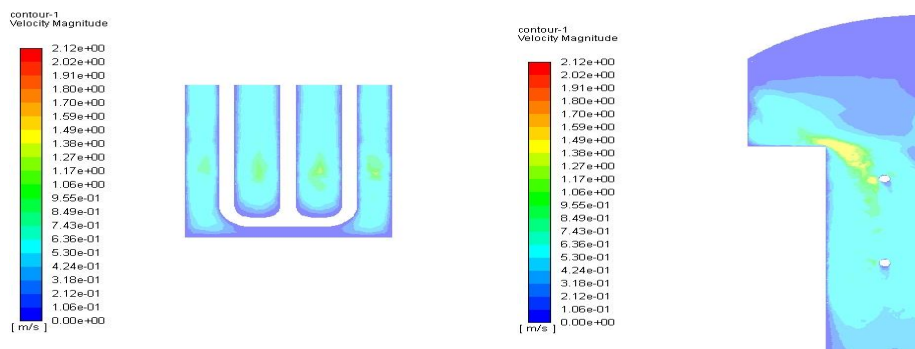 contour-1
Velocity Magnitude
2.12e+00
2.02e+00
1.91e+00
1.80e+00
1.70e+00
1.59e+00
1.49e+00
1.38e+00
1.27e+00
1.17e+00
1.06e+00
9.55e-01
8.49e-01
7.43e-01
6.36e-01
5.30e-01
4.24e-01
3.18e-01
2.12e-01
1.06e-01
0.00e+00
[ m/s ]
contour-1
Velocity Magnitude
2.12e+00
2.02e+00
1.91e+00
1.80e+00
1.70e+00
1.59e+00
1.49e+00
1.38e+00
1.27e+00
1.17e+00
1.06e+00
9.55e-01
8.49e-01
7.43e-01
6.36e-01
5.30e-01
4.24e-01
3.18e-01
2.12e-01
1.06e-01
0.00e+00
[ m/s ]